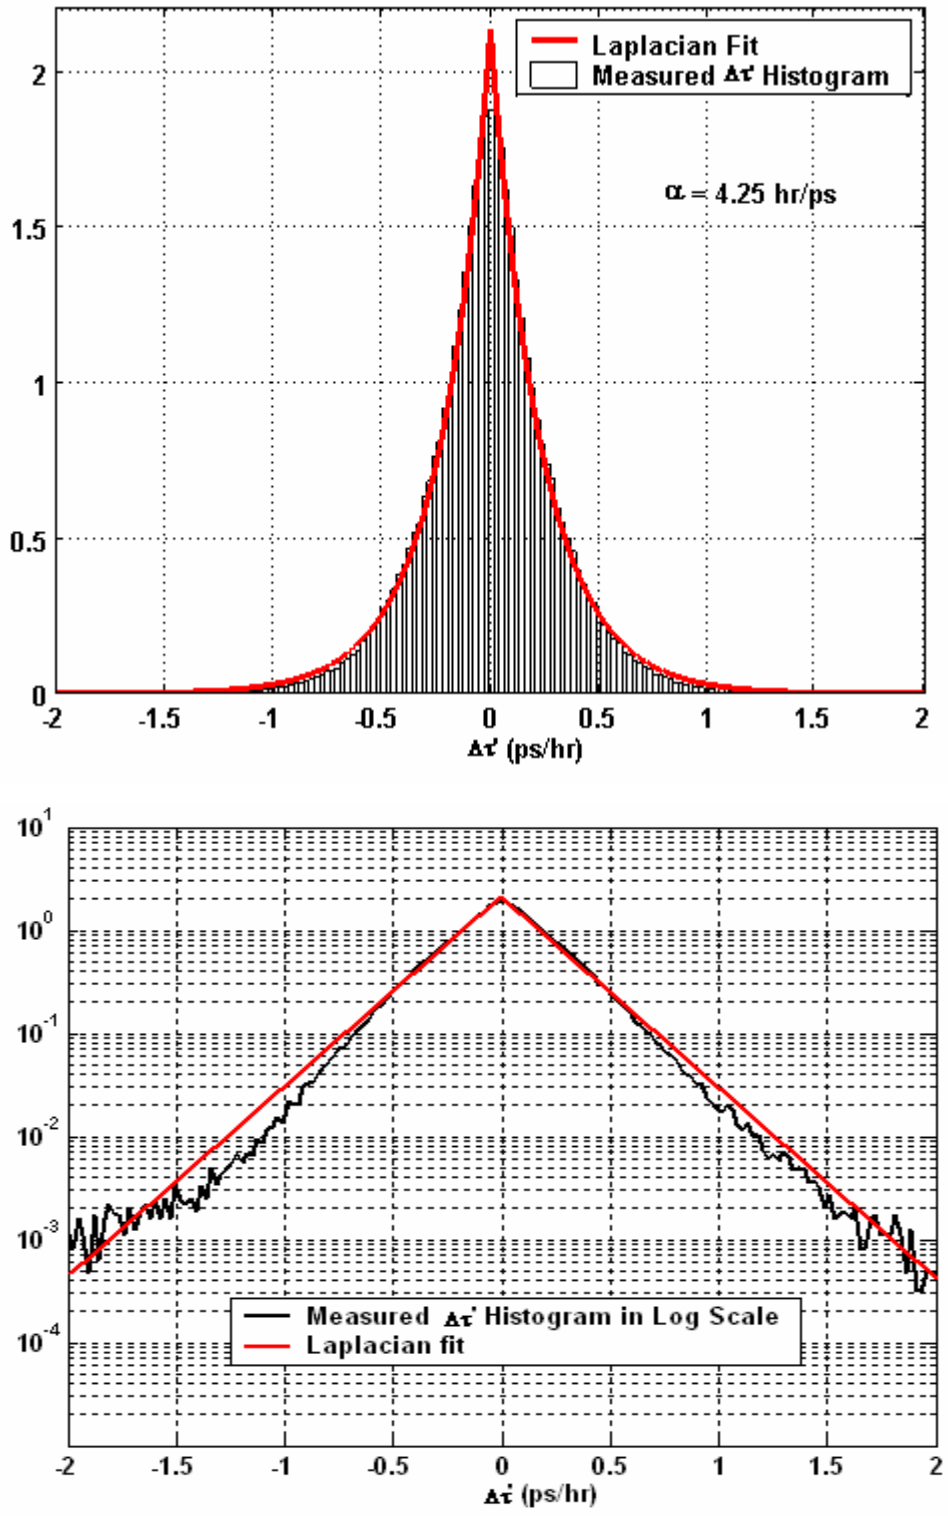 Laplacian Fit
Measured Δτ' Histogram
α = 4.25 hr/ps
2
1.5
1
0.5
0
-2 -1.5 -1 -0.5 0 0.5 1 1.5 2
Δτ' (ps/hr)
10^1
10^0
10^-1
10^-2
10^-3
10^-4
Measured Δτ' Histogram in Log Scale
Laplacian fit
-2 -1.5 -1 -0.5 0 0.5 1 1.5 2
Δτ' (ps/hr)